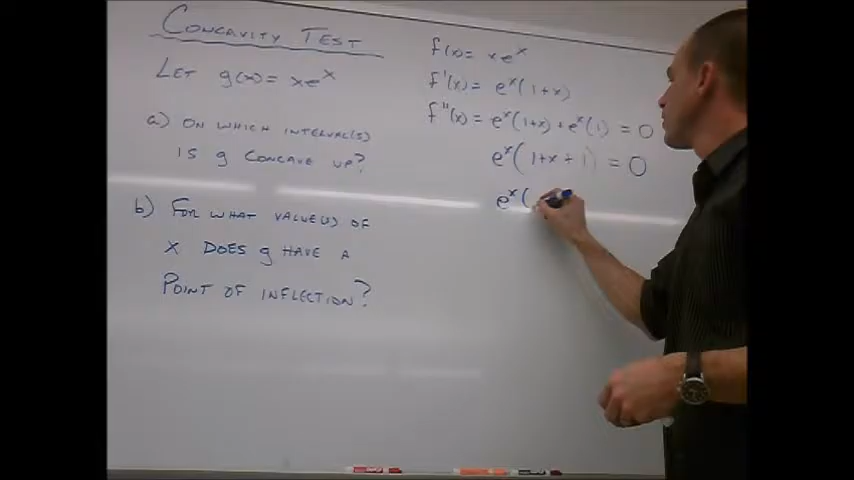 CONCAVITY TEST
LET g(x) = xe^x
a) ON WHICH INTERVAL(S)
IS g CONCAVE UP?
b) FOR WHAT VALUE(S) OF
X DOES g HAVE A
POINT OF INFLECTION?
f(x) = xe^x
f'(x) = e^x(1+x)
f''(x) = e^x(1+x) + e^x(1) = 0
e^x(1+x+1) = 0
e^x(